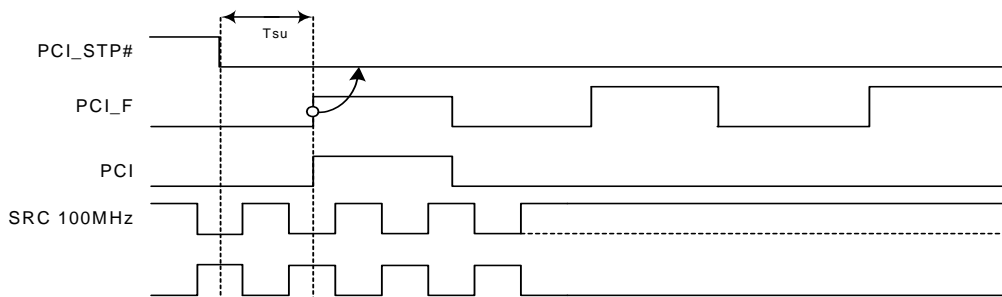 Tsu
PCI_STP#
PCI_F
PCI
SRC 100MHz